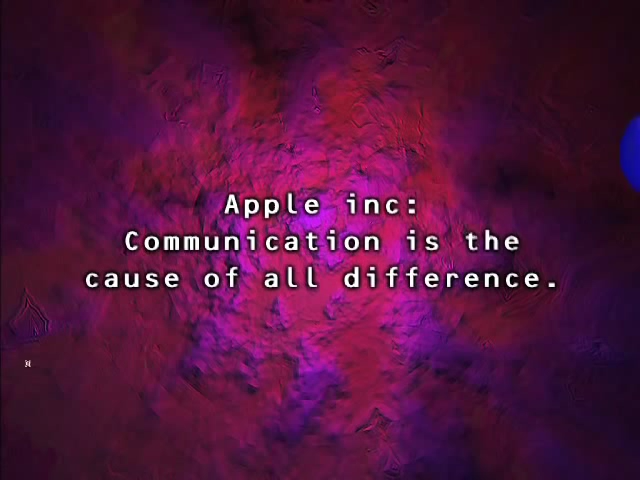 Apple inc:
Communication is the
cause of all difference.